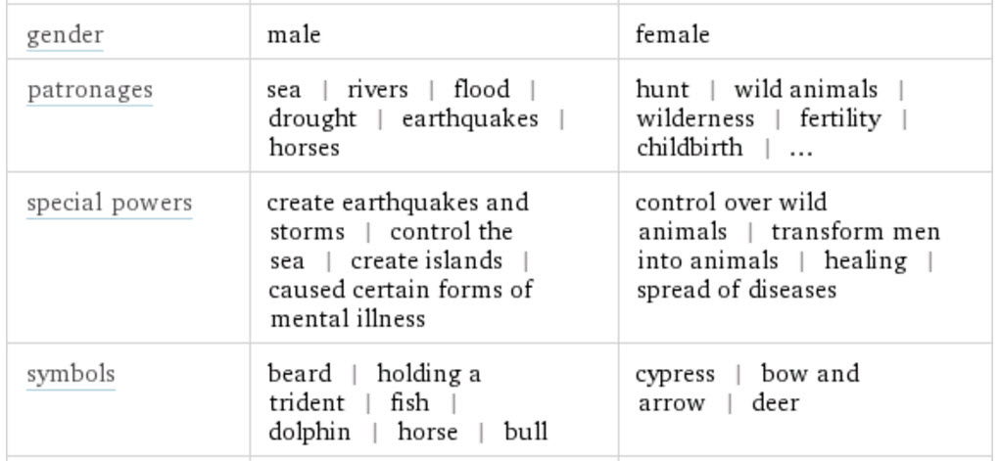 gender male female
patronages sea | rivers | flood | hunt | wild animals |
drought | earthquakes | wilderness | fertility |
horses childbirth | ...
special powers create earthquakes and control over wild
storms | control the animals | transform men
sea | create islands | into animals | healing |
caused certain forms of spread of diseases
mental illness
symbols beard | holding a cypress | bow and
trident | fish | arrow | deer
dolphin | horse | bull